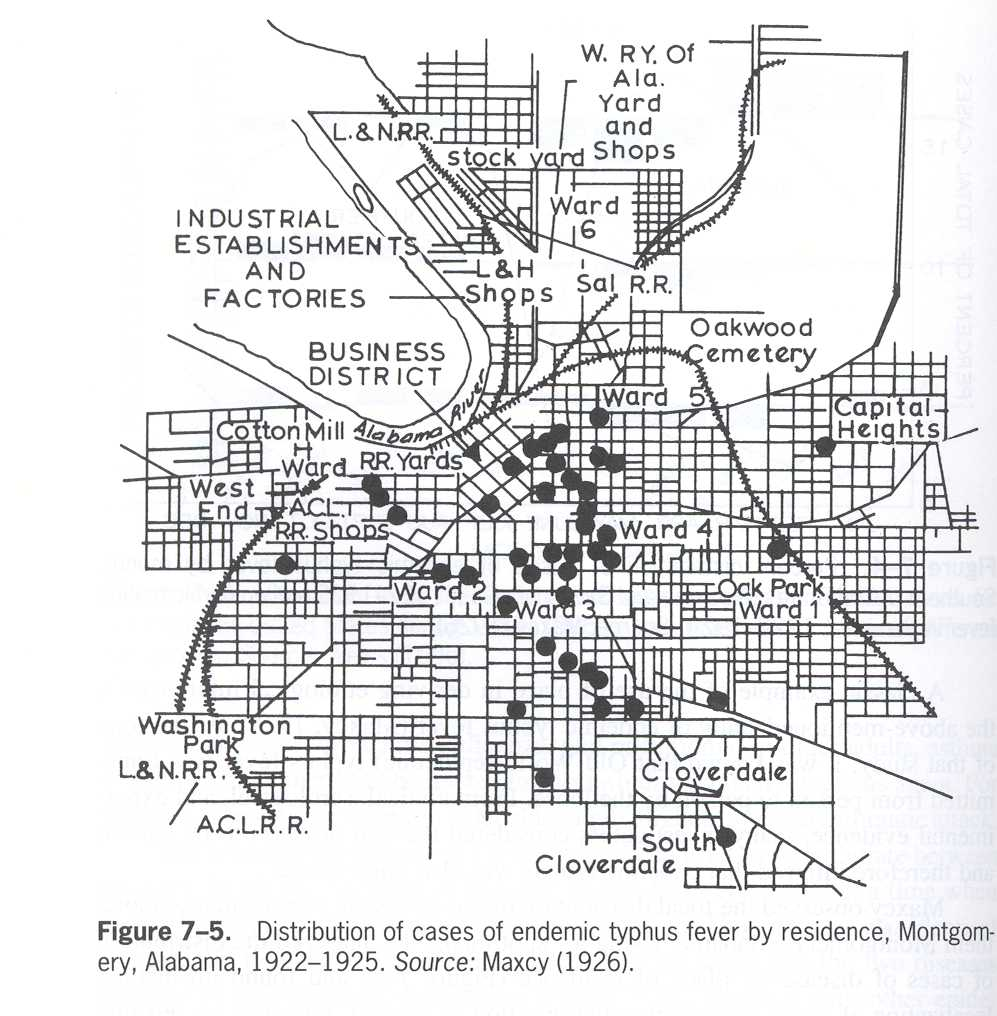 W. RY. Of
Ala.
Yard
and
Shops
L.&N.R.R.
stock yard
Ward
6
INDUSTRIAL
ESTABLISHMENTS
AND
FACTORIES
L&H
Shops
Sal R.R.
Oakwood
Cemetery
BUSINESS
DISTRICT
Ward 5
Capital
Heights
Alabama River
Cotton Mill
RR. Yards
Ward
West
End
A.C.L.
RR. Shops
Ward 4
Ward 2
Oak Park
Ward 1
Ward 3
Washington
Park
L.&N.R.R.
Cloverdale
A.C.L.R.R.
South
Cloverdale
Figure 7–5. Distribution of cases of endemic typhus fever by residence, Montgom-
ery, Alabama, 1922–1925. Source: Maxcy (1926).